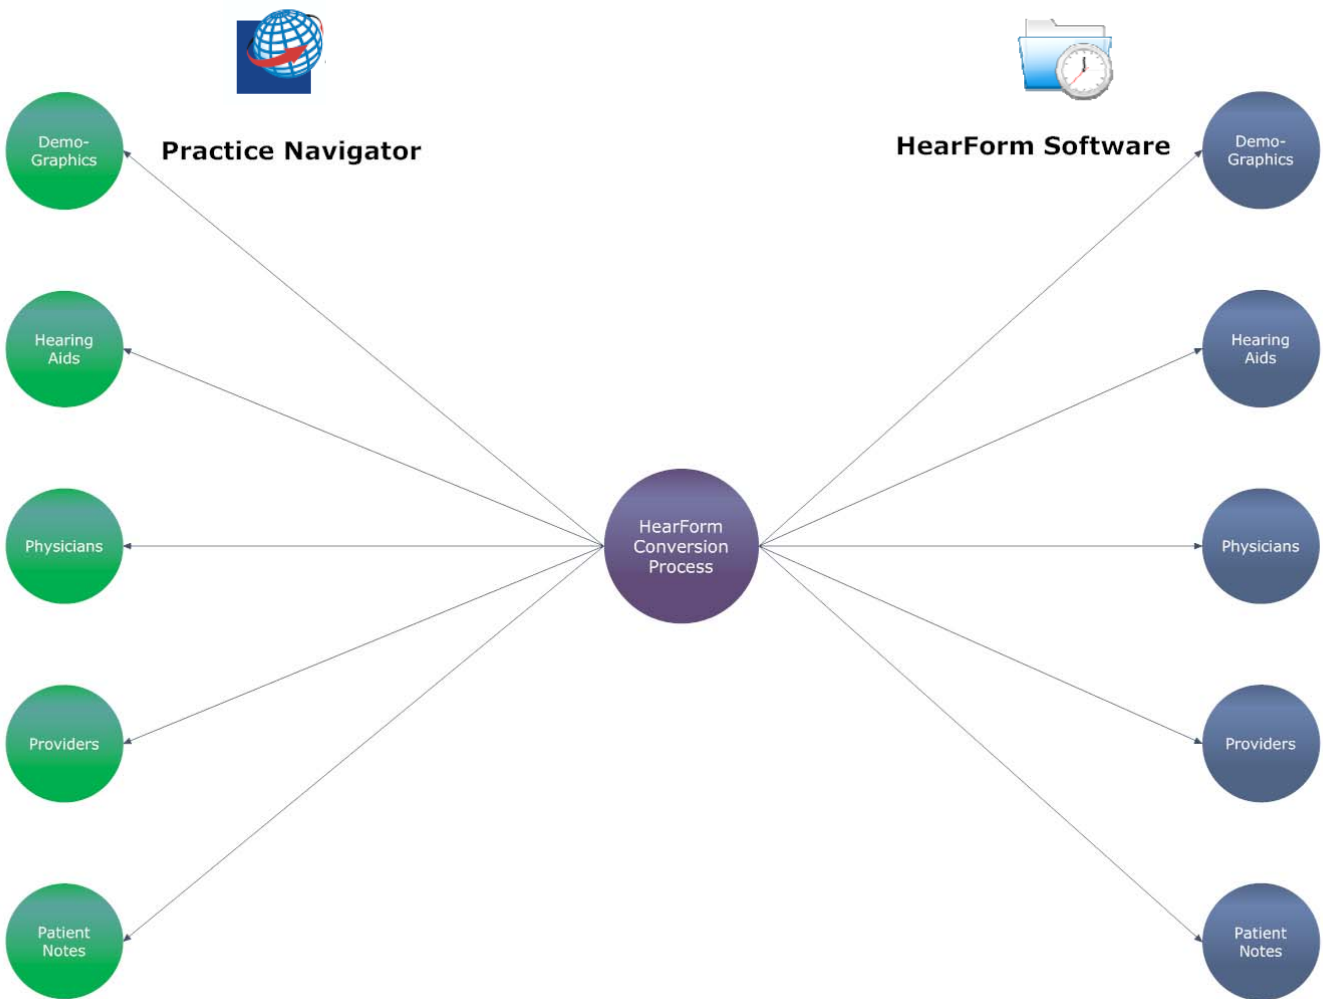 Practice Navigator
HearForm Software
Demo-
Graphics
Hearing
Aids
Physicians
Providers
Patient
Notes
HearForm
Conversion
Process
Demo-
Graphics
Hearing
Aids
Physicians
Providers
Patient
Notes